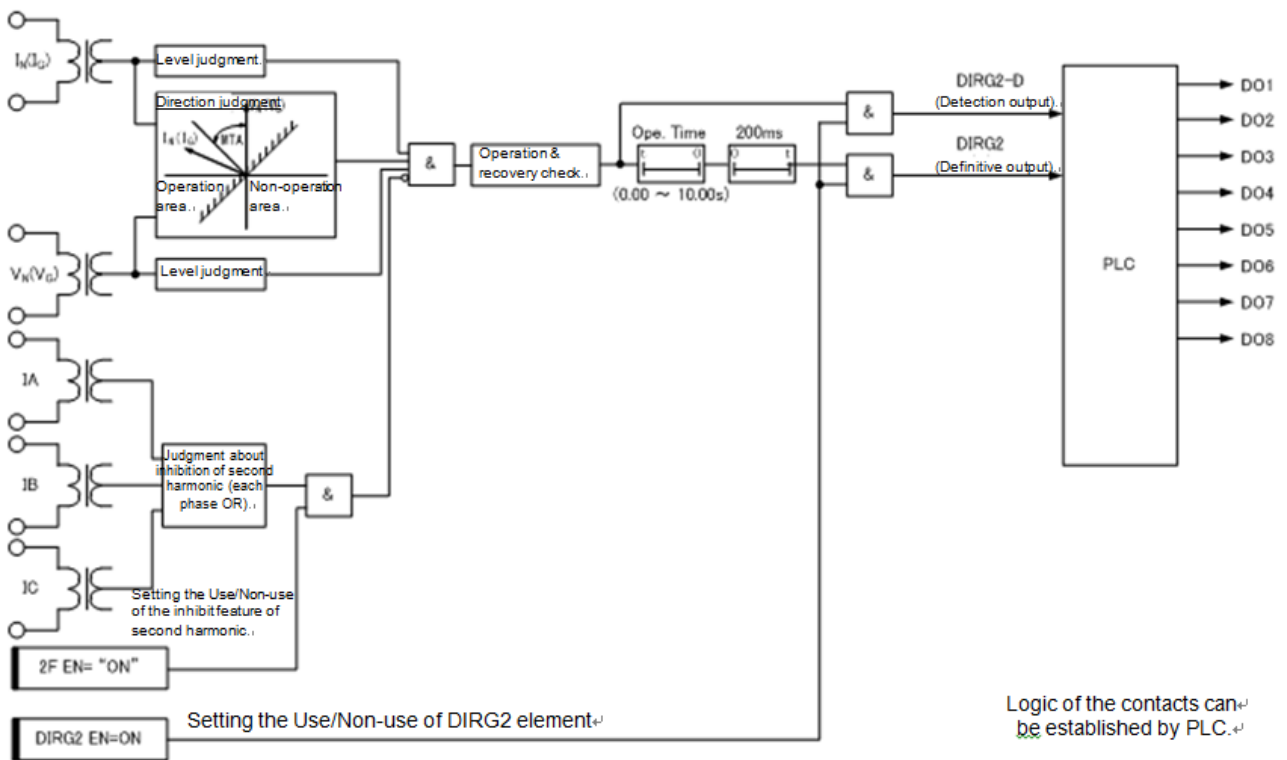 IN(IG)
Level judgment.
Direction judgment
IN(IG)
MTA
Operation area.
Non-operation area.
VN(VG)
Level judgment
&
Operation &
recovery check.
Ope. Time
t
0
(0.00 ~ 10.00s)
200ms
0
t
&
&
DIRG2-D
(Detection output).
DIRG2
(Definitive output).
PLC
DO1
DO2
DO3
DO4
DO5
DO6
DO7
DO8
IA
IB
IC
Judgment about
inhibition of second
harmonic (each
phase OR).
&
Setting the Use/Non-use
of the inhibit feature of
second harmonic.
2F EN= “ON”
DIRG2 EN=ON
Setting the Use/Non-use of DIRG2 element
Logic of the contacts can
be established by PLC.